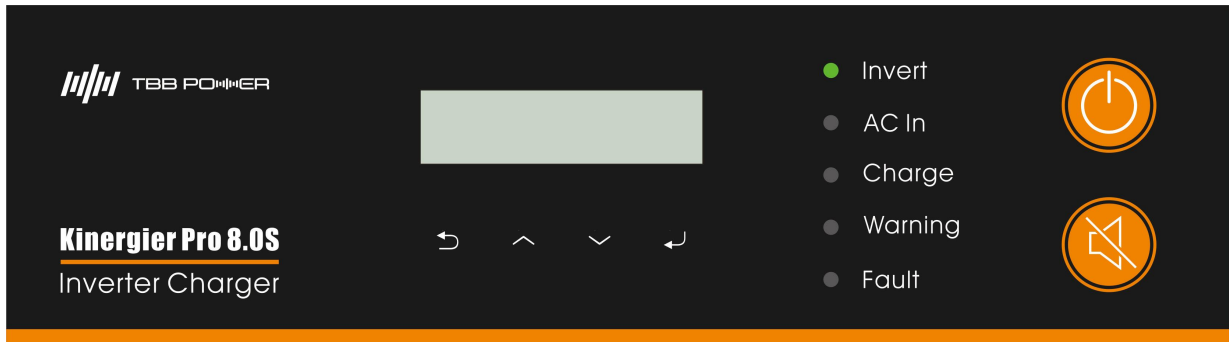 TBB POWER
Kinergier Pro 8.0S
Inverter Charger
Invert
AC In
Charge
Warning
Fault